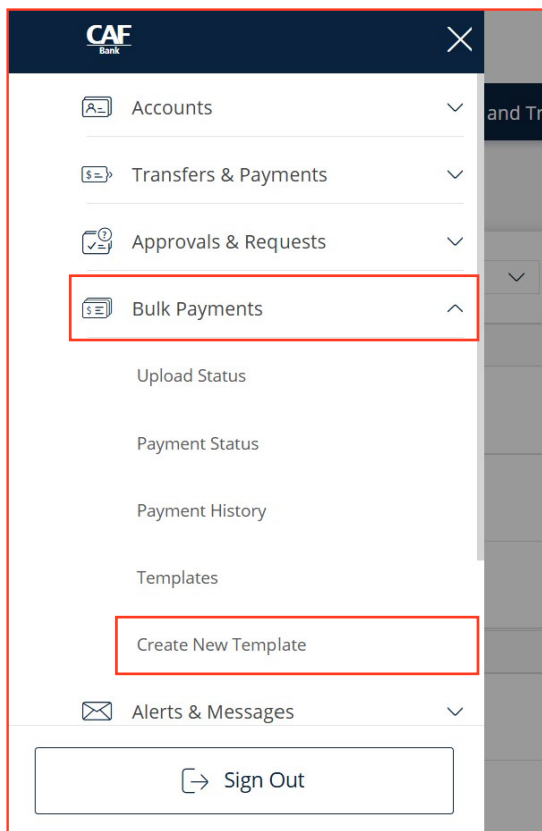 CAF
Bank
Accounts
and Tr
Transfers & Payments
Approvals & Requests
Bulk Payments
Upload Status
Payment Status
Payment History
Templates
Create New Template
Alerts & Messages
Sign Out